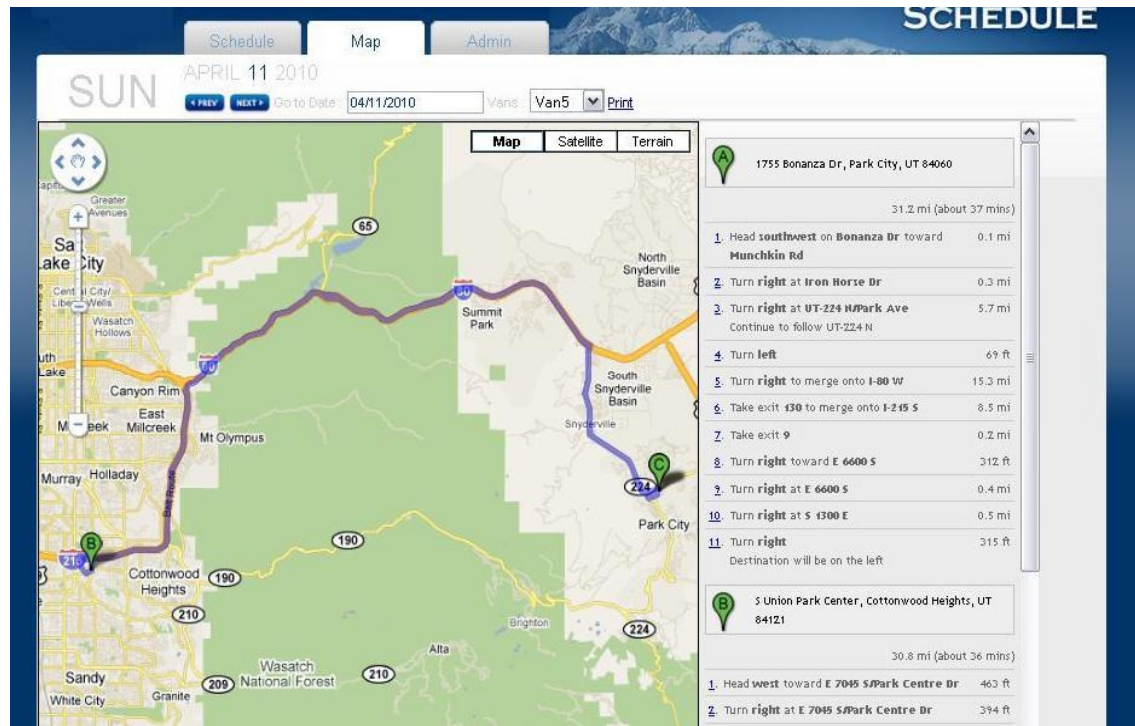 SCHEDULE
Schedule
Map
Admin
SUN
APRIL 11 2010
PREV NEXT Go to Date: 04/11/2010 Vans: Van5 Print
Map Satellite Terrain
Greater
Avenues
65
Central City/
Wasatch
Hollows
Canyon Rim
East
Millcreek
Mt Olympus
Murray
Holladay
Belt Route
B
Cottonwood
Heights
190
190
210
Sandy
White City
Granite
209
Wasatch
National Forest
210
Alta
Brighton
224
80
80
Summit
Park
North
Snyderville
Basin
South
Snyderville
Basin
Snyderville
C
224
Park City
A
1755 Bonanza Dr, Park City, UT 84060
31.2 mi (about 37 mins)
1. Head southwest on Bonanza Dr toward 0.1 mi
Munchkin Rd
2. Turn right at Iron Horse Dr 0.3 mi
3. Turn right at UT-224 N/Park Ave 5.7 mi
Continue to follow UT-224 N
4. Turn left 69 ft
5. Turn right to merge onto I-80 W 15.3 mi
6. Take exit 130 to merge onto I-215 S 8.5 mi
7. Take exit 9 0.2 mi
8. Turn right toward E 6600 S 312 ft
9. Turn right at E 6600 S 0.4 mi
10. Turn right at S 1300 E 0.5 mi
11. Turn right 315 ft
Destination will be on the left
B
S Union Park Center, Cottonwood Heights, UT
84121
30.8 mi (about 36 mins)
1. Head west toward E 7045 S/Park Centre Dr 463 ft
2. Turn right at E 7045 S/Park Centre Dr 394 ft